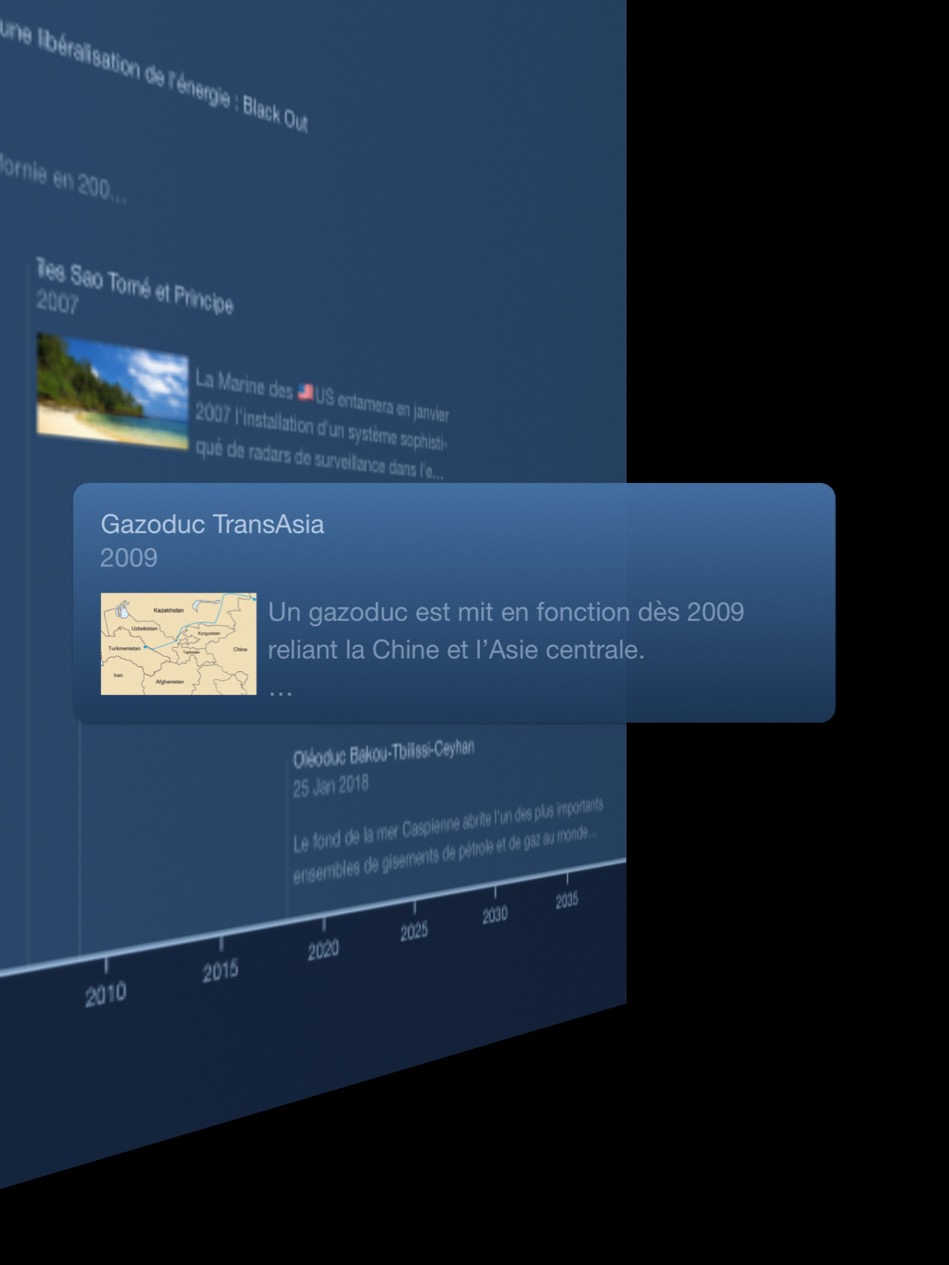 une libéralisation de l'énergie : Black Out
fornie en 200...
Îles Sao Tomé et Principe
2007
La Marine des 🇺🇸 US entamera en janvier
2007 l'installation d'un système sophisti-
qué de radars de surveillance dans l'e...
Gazoduc TransAsia
2009
Un gazoduc est mit en fonction dès 2009
reliant la Chine et l’Asie centrale.
...
Kazakhstan
Uzbekistan
Kyrgyzstan
Turkmenistan
Tajikistan
China
Iran
Afghanistan
Oléoduc Bakou-Tbilissi-Ceyhan
25 Jan 2018
Le fond de la mer Caspienne abrite l'un des plus importants
ensembles de gisements de pétrole et de gaz au monde...
2010
2015
2020
2025
2030
2035